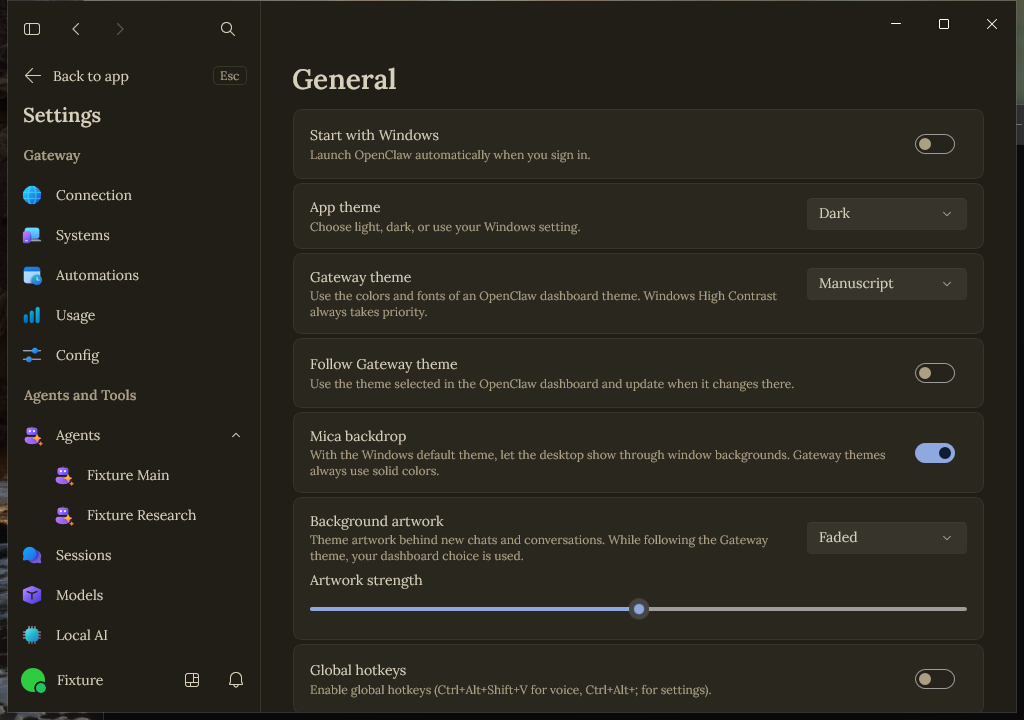 Back to app
Esc
Settings
Gateway
Connection
Systems
Automations
Usage
Config
Agents and Tools
Agents
Fixture Main
Fixture Research
Sessions
Models
Local AI
Fixture
General
Start with Windows
Launch OpenClaw automatically when you sign in.
App theme
Choose light, dark, or use your Windows setting.
Dark
Gateway theme
Use the colors and fonts of an OpenClaw dashboard theme. Windows High Contrast
always takes priority.
Manuscript
Follow Gateway theme
Use the theme selected in the OpenClaw dashboard and update when it changes there.
Mica backdrop
With the Windows default theme, let the desktop show through window backgrounds. Gateway themes
always use solid colors.
Background artwork
Theme artwork behind new chats and conversations. While following the Gateway
theme, your dashboard choice is used.
Faded
Artwork strength
Global hotkeys
Enable global hotkeys (Ctrl+Alt+Shift+V for voice, Ctrl+Alt+; for settings).